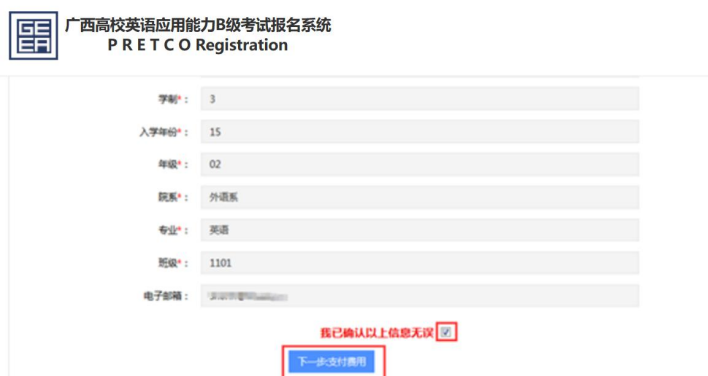 广西高校英语应用能力B级考试报名系统
PRETCO Registration
学制*： 3
入学年份*： 15
年级*： 02
院系*： 外语系
专业*： 英语
班级*： 1101
电子邮箱：
我已确认以上信息无误
下一步:支付费用